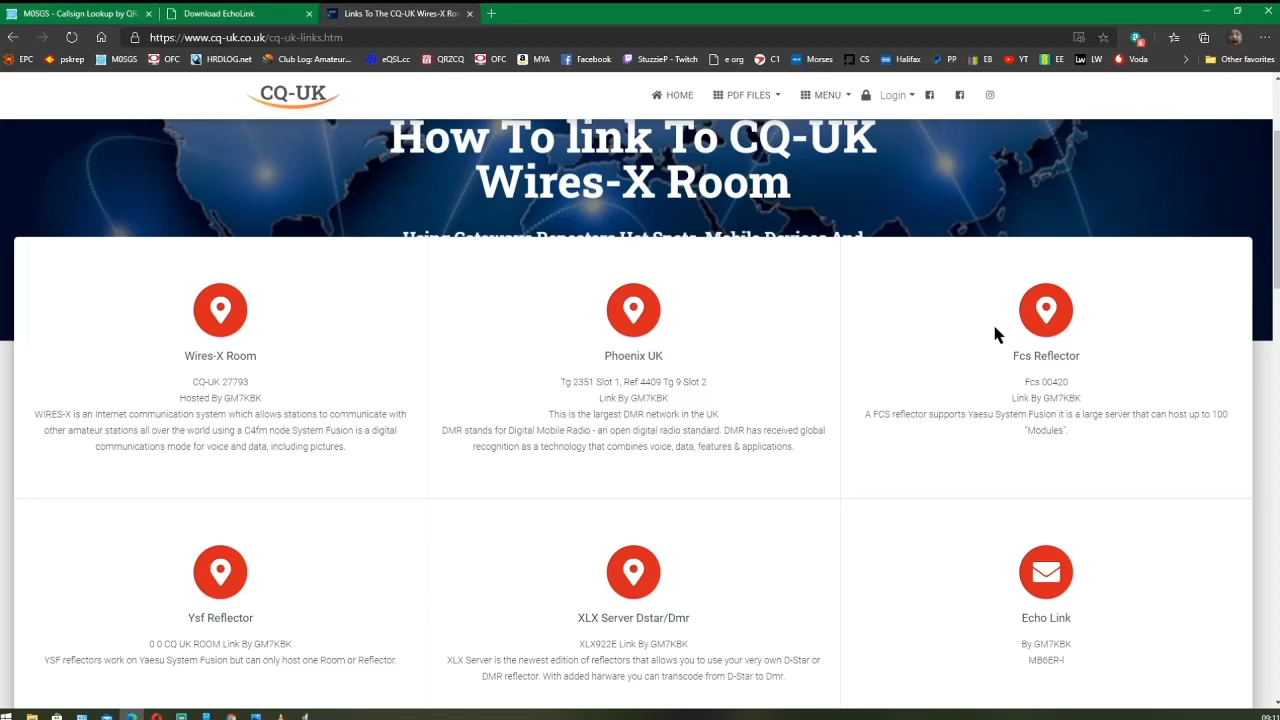 M0SGS - Callsign Lookup by QR
Download EchoLink
Links To The CQ-UK Wires-X Roo
https://www.cq-uk.co.uk/cq-uk-links.htm
EPC
pskrep
M0SGS
OFC
HRDLOG.net
Club Log: Amateur...
eQSL.cc
QRZCQ
OFC
MYA
Facebook
StuzzieP - Twitch
e org
C1
Morses
CS
Halifax
PP
EB
YT
EE
LW
Voda
Other favorites
CQ-UK
HOME
PDF FILES
MENU
Login
How To link To CQ-UK
Wires-X Room
Using Gateways Repeaters Hot Spots, Mobile Devices And
Wires-X Room
CQ-UK 27793
Hosted By GM7KBK
WIRES-X is an Internet communication system which allows stations to communicate with
other amateur stations all over the world using a C4fm node.System Fusion is a digital
communications mode for voice and data, including pictures.
Phoenix UK
Tg 2351 Slot 1, Ref 4409 Tg 9 Slot 2
Link By GM7KBK
This is the largest DMR network in the UK
DMR stands for Digital Mobile Radio - an open digital radio standard. DMR has received global
recognition as a technology that combines voice, data, features & applications.
Fcs Reflector
Fcs 00420
Link By GM7KBK
A FCS reflector supports Yaesu System Fusion it is a large server that can host up to 100
"Modules".
Ysf Reflector
0 0 CQ UK ROOM Link By GM7KBK
YSF reflectors work on Yaesu System Fusion but can only host one Room or Reflector.
XLX Server Dstar/Dmr
XLX922E Link By GM7KBK
XLX Server is the newest edition of reflectors that allows you to use your very own D-Star or
DMR reflector. With added harware you can transcode from D-Star to Dmr.
Echo Link
By GM7KBK
MB6ER-l